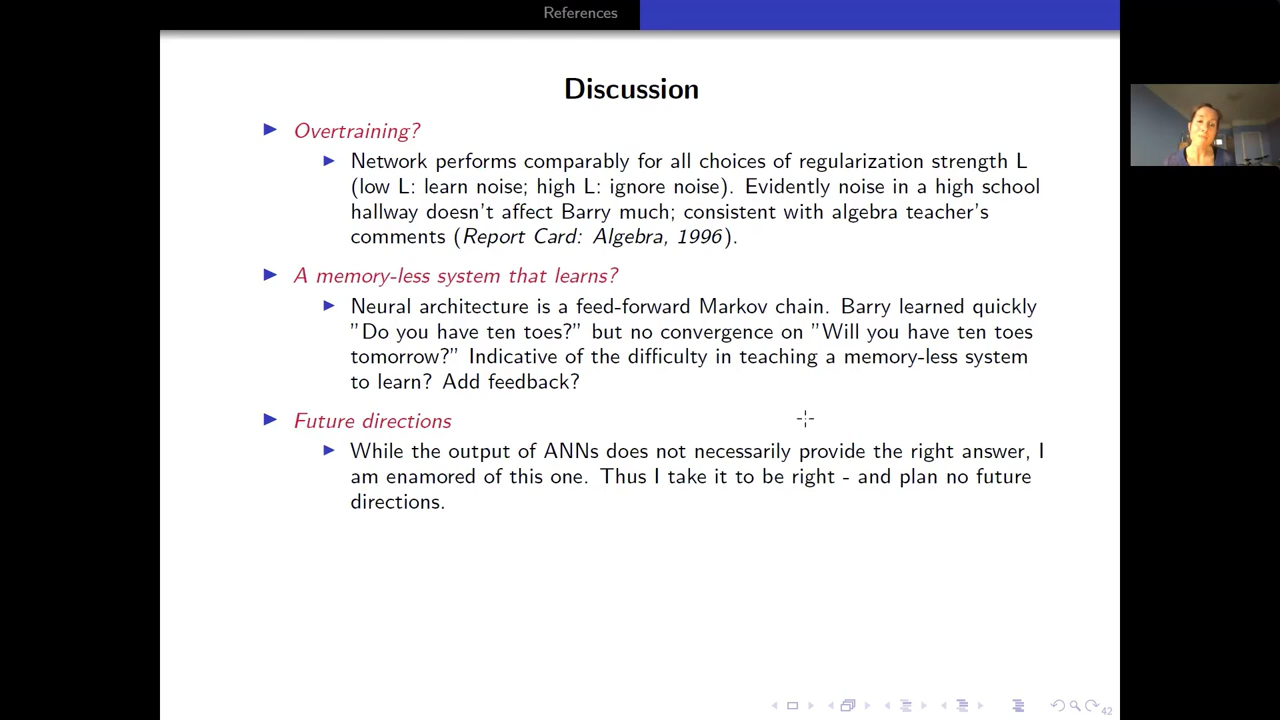 References
Discussion
Overtraining?
Network performs comparably for all choices of regularization strength L
(low L: learn noise; high L: ignore noise). Evidently noise in a high school
hallway doesn't affect Barry much; consistent with algebra teacher's
comments (Report Card: Algebra, 1996).
A memory-less system that learns?
Neural architecture is a feed-forward Markov chain. Barry learned quickly
"Do you have ten toes?" but no convergence on "Will you have ten toes
tomorrow?" Indicative of the difficulty in teaching a memory-less system
to learn? Add feedback?
Future directions
While the output of ANNs does not necessarily provide the right answer, I
am enamored of this one. Thus I take it to be right - and plan no future
directions.
42